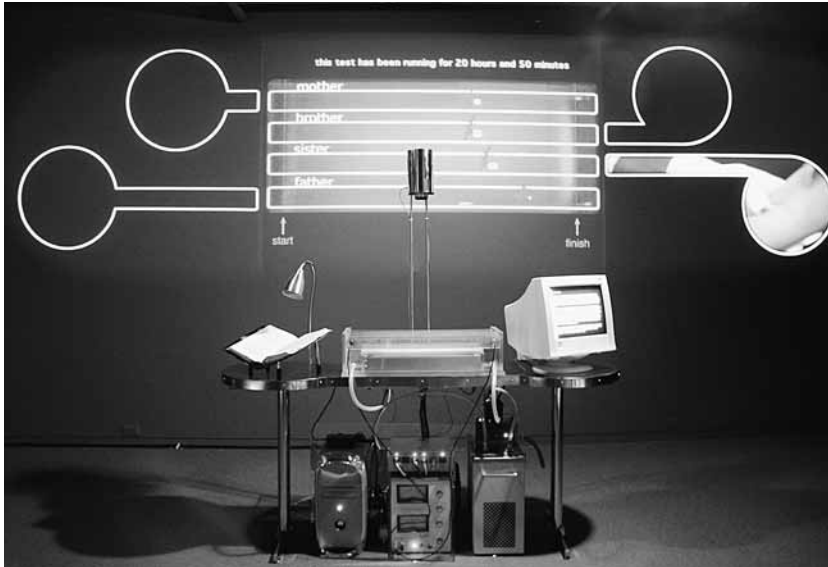 this test has been running for 20 hours and 50 minutes
mother
brother
sister
father
start
finish